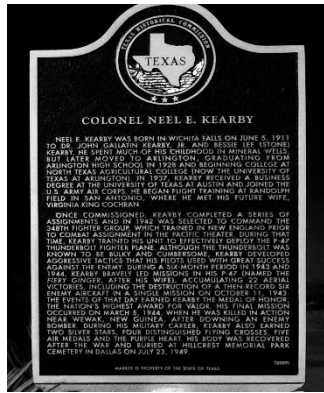 TEXAS HISTORICAL COMMISSION
TEXAS
COLONEL NEEL E. KEARBY
NEEL E. KEARBY WAS BORN IN WICHITA FALLS ON JUNE 5, 1911
TO DR. JOHN GALLATIN KEARBY, JR. AND BESSIE LEE (STONE)
KEARBY. HE SPENT MUCH OF HIS CHILDHOOD IN MINERAL WELLS,
BUT LATER MOVED TO ARLINGTON, GRADUATING FROM
ARLINGTON HIGH SCHOOL IN 1928 AND BEGINNING COLLEGE AT
NORTH TEXAS AGRICULTURAL COLLEGE (NOW THE UNIVERSITY OF
TEXAS AT ARLINGTON). IN 1937, KEARBY RECEIVED A BUSINESS
DEGREE AT THE UNIVERSITY OF TEXAS AT AUSTIN AND JOINED THE
U.S. ARMY AIR CORPS. HE BEGAN FLIGHT TRAINING AT RANDOLPH
FIELD IN SAN ANTONIO, WHERE HE MET HIS FUTURE WIFE,
VIRGINIA KING COCHRAN.
ONCE COMMISSIONED, KEARBY COMPLETED A SERIES OF
ASSIGNMENTS AND IN 1942 WAS SELECTED TO COMMAND THE
348TH FIGHTER GROUP, WHICH TRAINED IN NEW ENGLAND PRIOR
TO COMBAT ASSIGNMENT IN THE PACIFIC THEATER. DURING THAT
TIME, KEARBY TRAINED HIS UNIT TO EFFECTIVELY DEPLOY THE P-47
THUNDERBOLT FIGHTER PLANE. ALTHOUGH THE THUNDERBOLT WAS
KNOWN TO BE BULKY AND CUMBERSOME, KEARBY DEVELOPED
AGGRESSIVE TACTICS THAT HIS PILOTS USED WITH GREAT SUCCESS
AGAINST THE ENEMY DURING A SIX-MONTH PERIOD IN 1943 AND
1944. KEARBY BRAVELY LED MISSIONS IN HIS P-47 (NAMED THE
FIERY GINGER, AFTER HIS WIFE), ACCUMULATING 22 AERIAL
VICTORIES, INCLUDING THE DESTRUCTION OF A THEN-RECORD SIX
ENEMY AIRCRAFT IN A SINGLE MISSION ON OCTOBER 11, 1943.
THE EVENTS OF THAT DAY EARNED KEARBY THE MEDAL OF HONOR,
THE NATION'S HIGHEST AWARD FOR VALOR. HIS FINAL MISSION
OCCURRED ON MARCH 5, 1944, WHEN HE WAS KILLED IN ACTION
NEAR WEWAK, NEW GUINEA, AFTER DOWNING AN ENEMY
BOMBER. DURING HIS MILITARY CAREER, KEARBY ALSO EARNED
TWO SILVER STARS, FOUR DISTINGUISHED FLYING CROSSES, FIVE
AIR MEDALS AND THE PURPLE HEART. HIS BODY WAS RECOVERED
AFTER THE WAR AND BURIED AT HILLCREST MEMORIAL PARK
CEMETERY IN DALLAS ON JULY 23, 1949.
MARKER IS PROPERTY OF THE STATE OF TEXAS